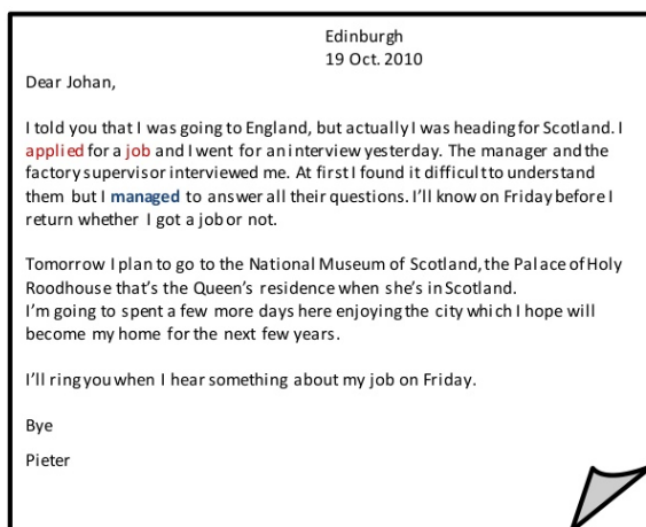 Edinburgh
19 Oct. 2010
Dear Johan,
I told you that I was going to England, but actually I was heading for Scotland. I
applied for a job and I went for an interview yesterday. The manager and the
factory supervisor interviewed me. At first I found it difficult to understand
them but I managed to answer all their questions. I'll know on Friday before I
return whether I got a job or not.
Tomorrow I plan to go to the National Museum of Scotland, the Palace of Holy
Roodhouse that's the Queen's residence when she's in Scotland.
I'm going to spent a few more days here enjoying the city which I hope will
become my home for the next few years.
I'll ring you when I hear something about my job on Friday.
Bye
Pieter